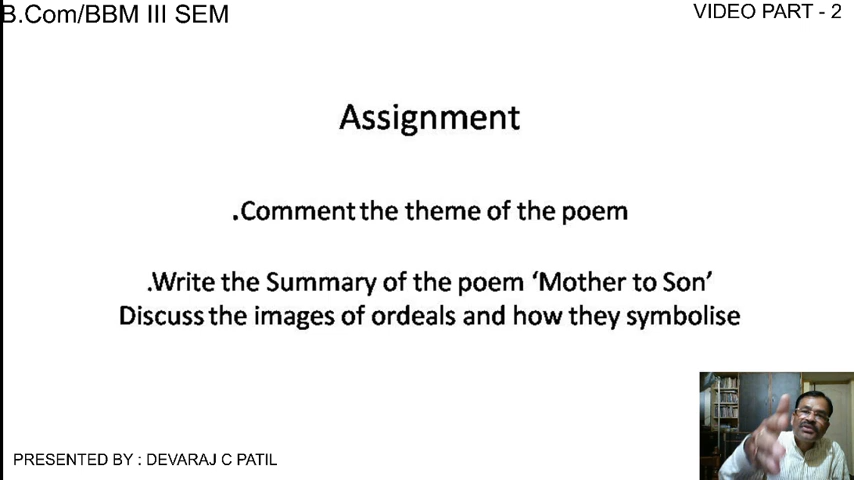 B.Com/BBM III SEM
VIDEO PART - 2
Assignment
.Comment the theme of the poem
.Write the Summary of the poem ‘Mother to Son’
Discuss the images of ordeals and how they symbolise
PRESENTED BY : DEVARAJ C PATIL